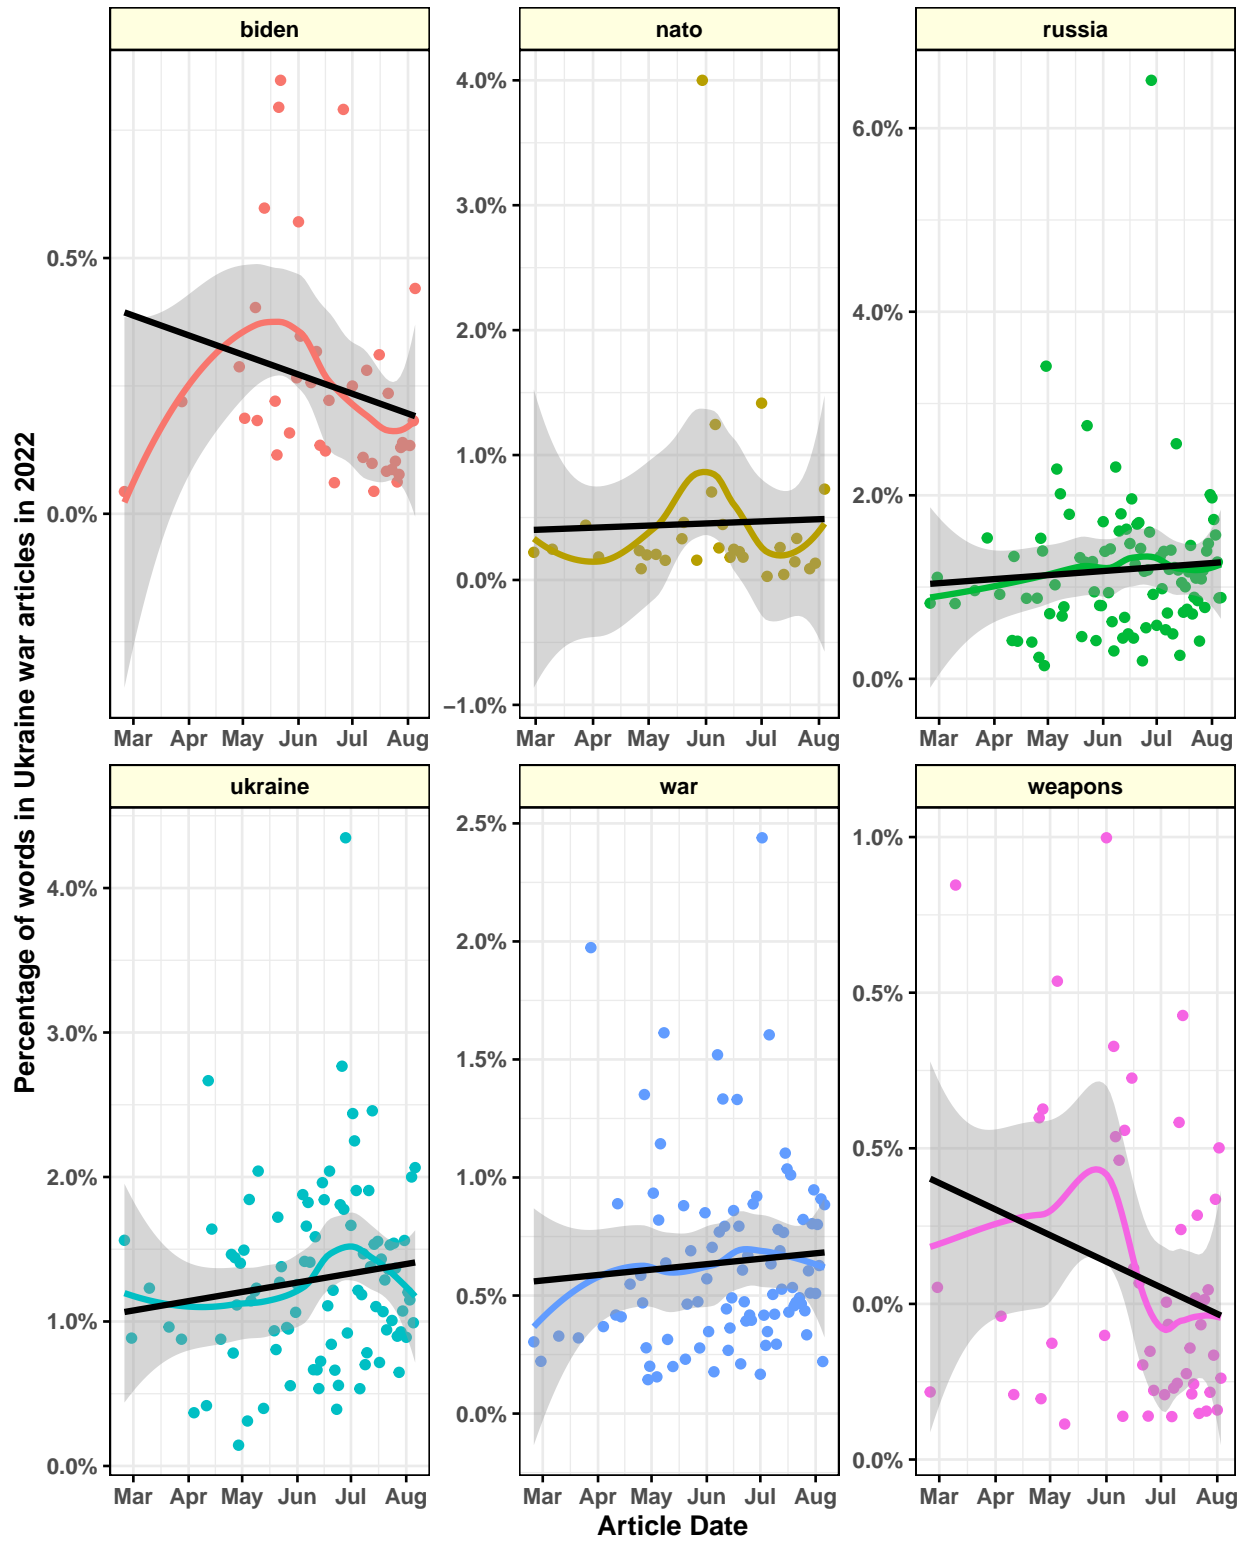 biden
nato
russia
4.0%
6.0%
3.0%
0.5%
2.0%
4.0%
1.0%
2.0%
0.0%
0.0%
0.0%
−1.0%
Mar Apr May Jun Jul Aug
Mar Apr May Jun Jul Aug
Mar Apr May Jun Jul Aug
Percentage of words in Ukraine war articles in 2022
ukraine
war
weapons
2.5%
1.0%
4.0%
2.0%
0.5%
3.0%
1.5%
2.0%
1.0%
0.5%
1.0%
0.5%
0.0%
0.0%
0.0%
0.0%
Mar Apr May Jun Jul Aug
Mar Apr May Jun Jul Aug
Mar Apr May Jun Jul Aug
Article Date